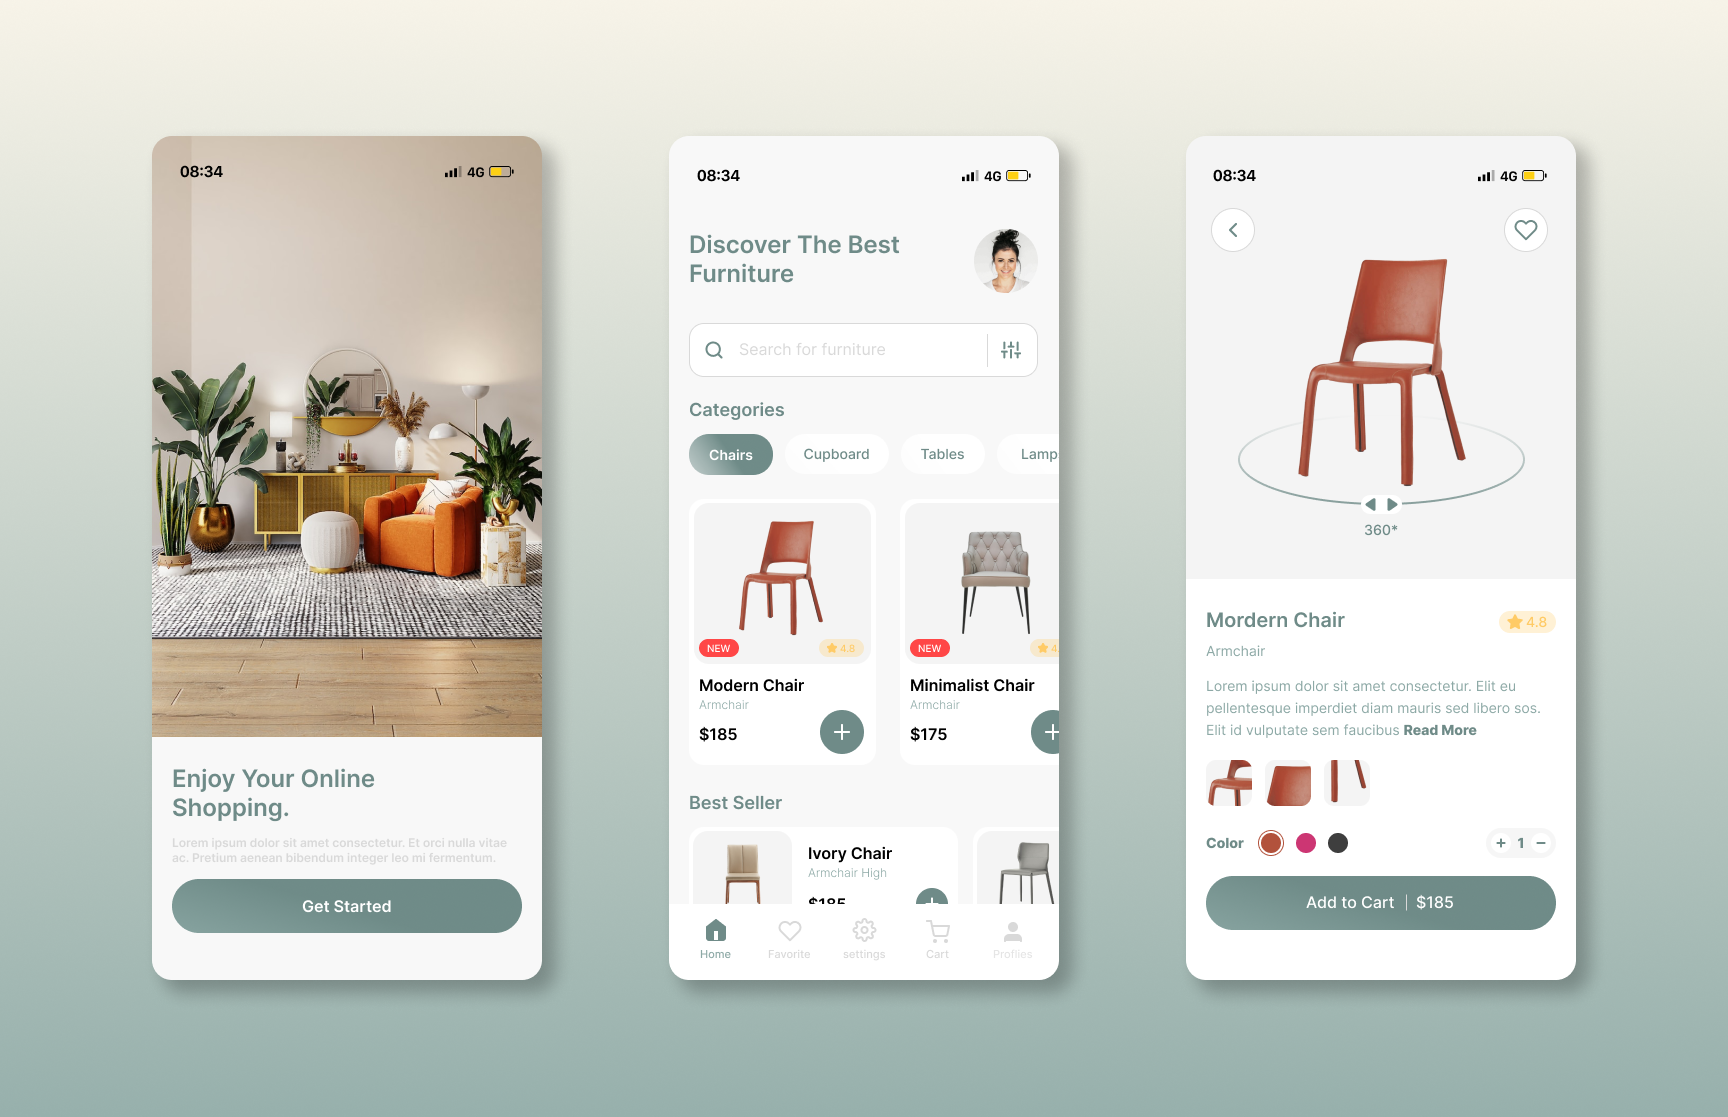 08:34
4G
Enjoy Your Online
Shopping.
Lorem ipsum dolor sit amet consectetur. Et orci nulla vitae
ac. Pretium aenean bibendum integer leo mi fermentum.
Get Started
08:34
4G
Discover The Best
Furniture
Search for furniture
Categories
Chairs
Cupboard
Tables
Lamp
NEW
4.8
NEW
4.
Modern Chair
Armchair
$185
Minimalist Chair
Armchair
$175
Best Seller
Ivory Chair
Armchair High
$185
Home
Favorite
settings
Cart
Profiles
08:34
4G
360*
Mordern Chair
4.8
Armchair
Lorem ipsum dolor sit amet consectetur. Elit eu
pellentesque imperdiet diam mauris sed libero sos.
Elit id vulputate sem faucibus Read More
Color
+ 1 −
Add to Cart | $185